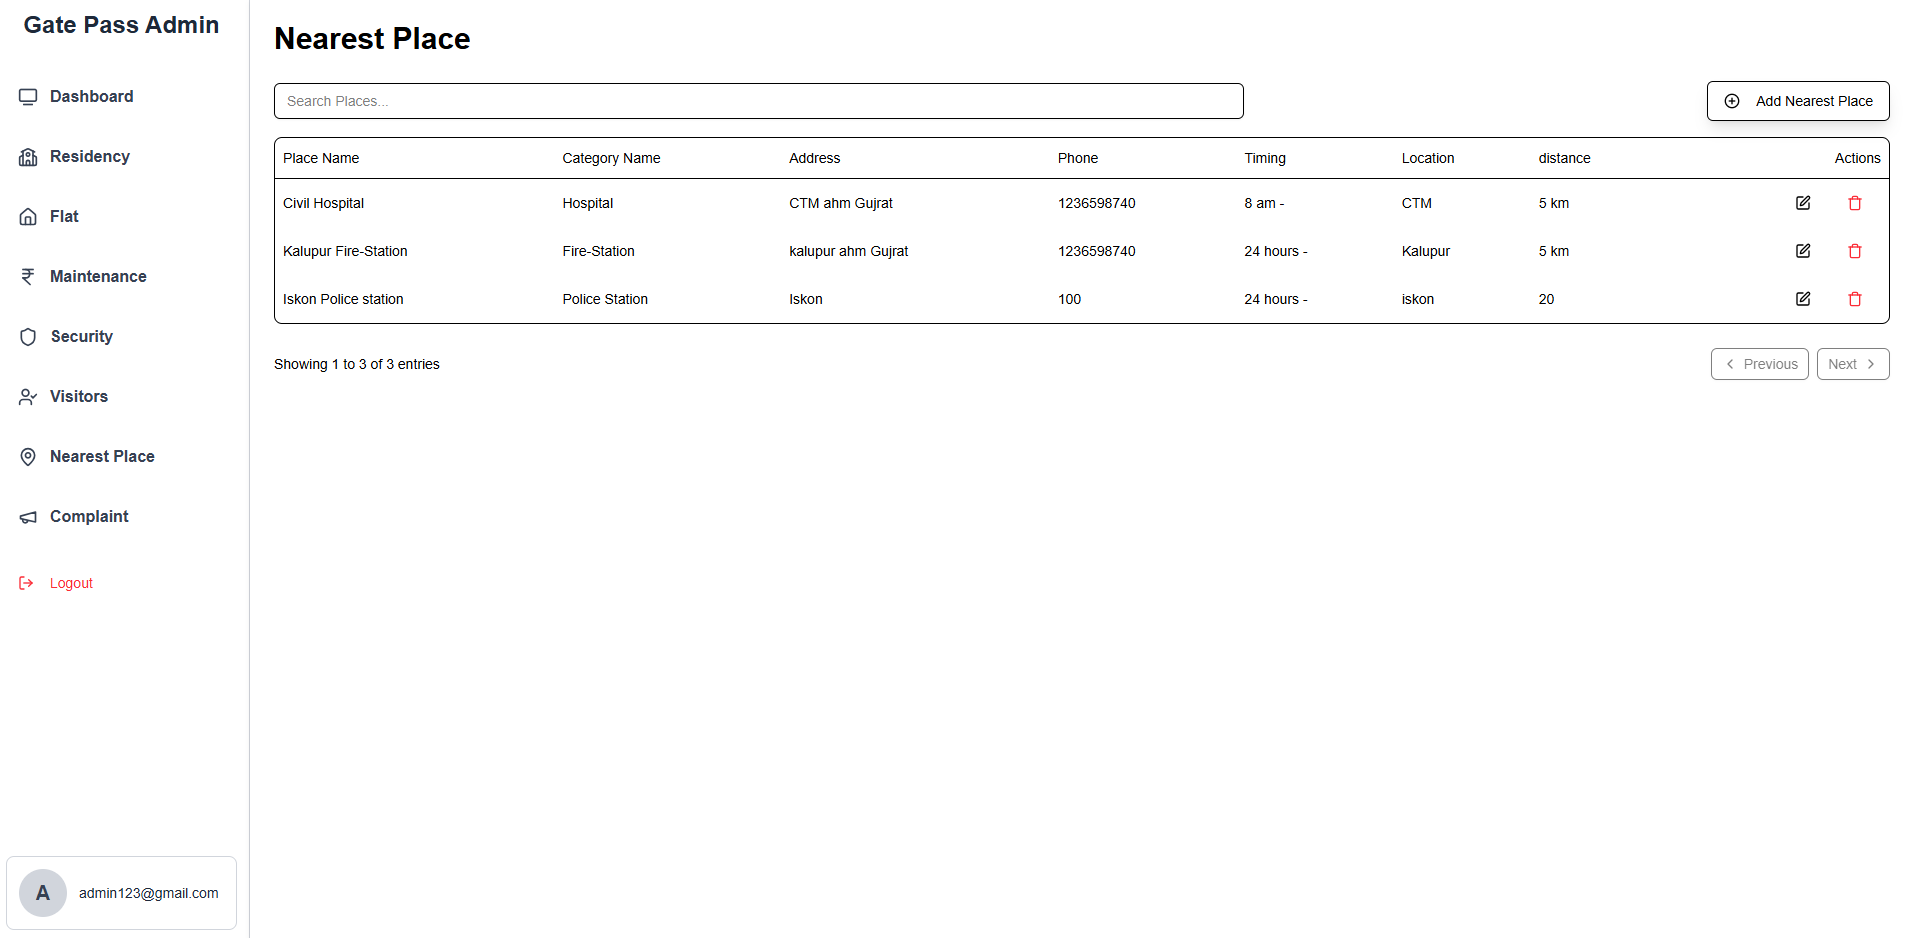 Gate Pass Admin
Dashboard
Residency
Flat
Maintenance
Security
Visitors
Nearest Place
Complaint
Logout
A
admin123@gmail.com
Nearest Place
Search Places...
Add Nearest Place
Place Name Category Name Address Phone Timing Location distance Actions
Civil Hospital Hospital CTM ahm Gujrat 1236598740 8 am - CTM 5 km
Kalupur Fire-Station Fire-Station kalupur ahm Gujrat 1236598740 24 hours - Kalupur 5 km
Iskon Police station Police Station Iskon 100 24 hours - iskon 20
Showing 1 to 3 of 3 entries
Previous Next